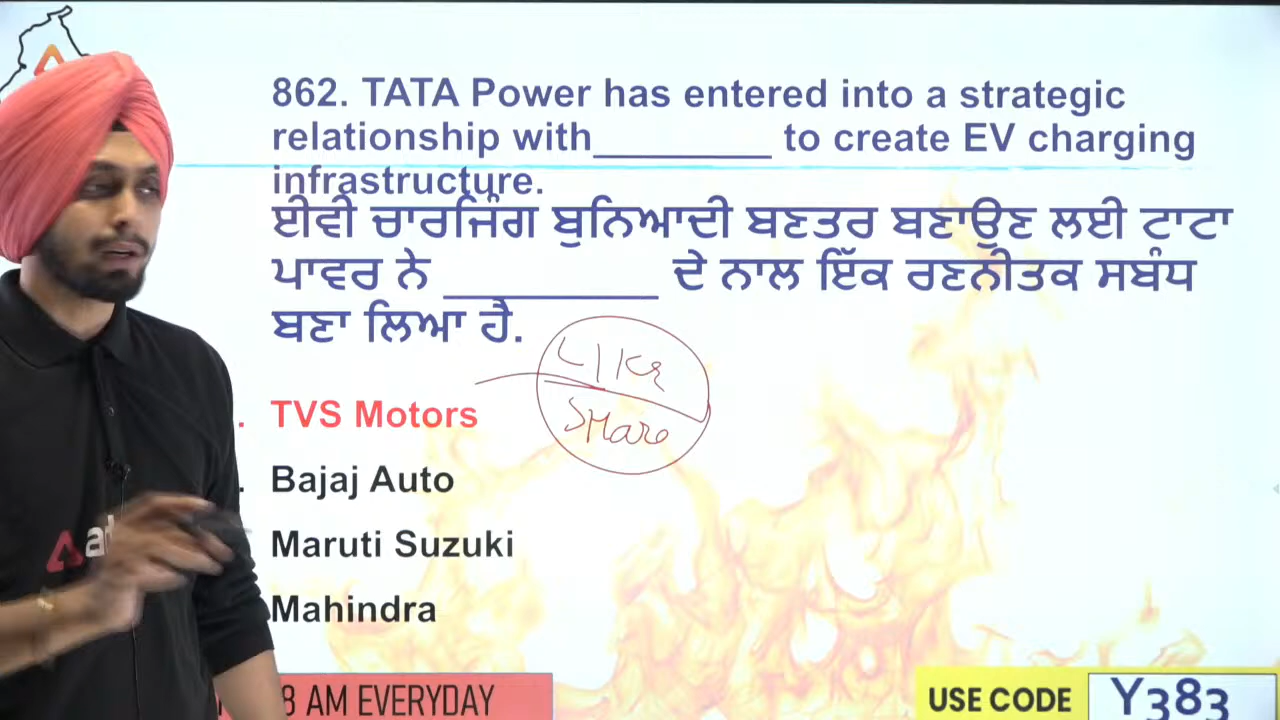 862. TATA Power has entered into a strategic
relationship with_________ to create EV charging
infrastructure.
ਈਵੀ ਚਾਰਜਿੰਗ ਬੁਨਿਆਦੀ ਬਣਤਰ ਬਣਾਉਣ ਲਈ ਟਾਟਾ
ਪਾਵਰ ਨੇ __________ ਦੇ ਨਾਲ ਇੱਕ ਰਣਨੀਤਕ ਸਬੰਧ
ਬਣਾ ਲਿਆ ਹੈ.
LIKE
SHARe
TVS Motors
Bajaj Auto
Maruti Suzuki
Mahindra
8 AM EVERYDAY
USE CODE Y383